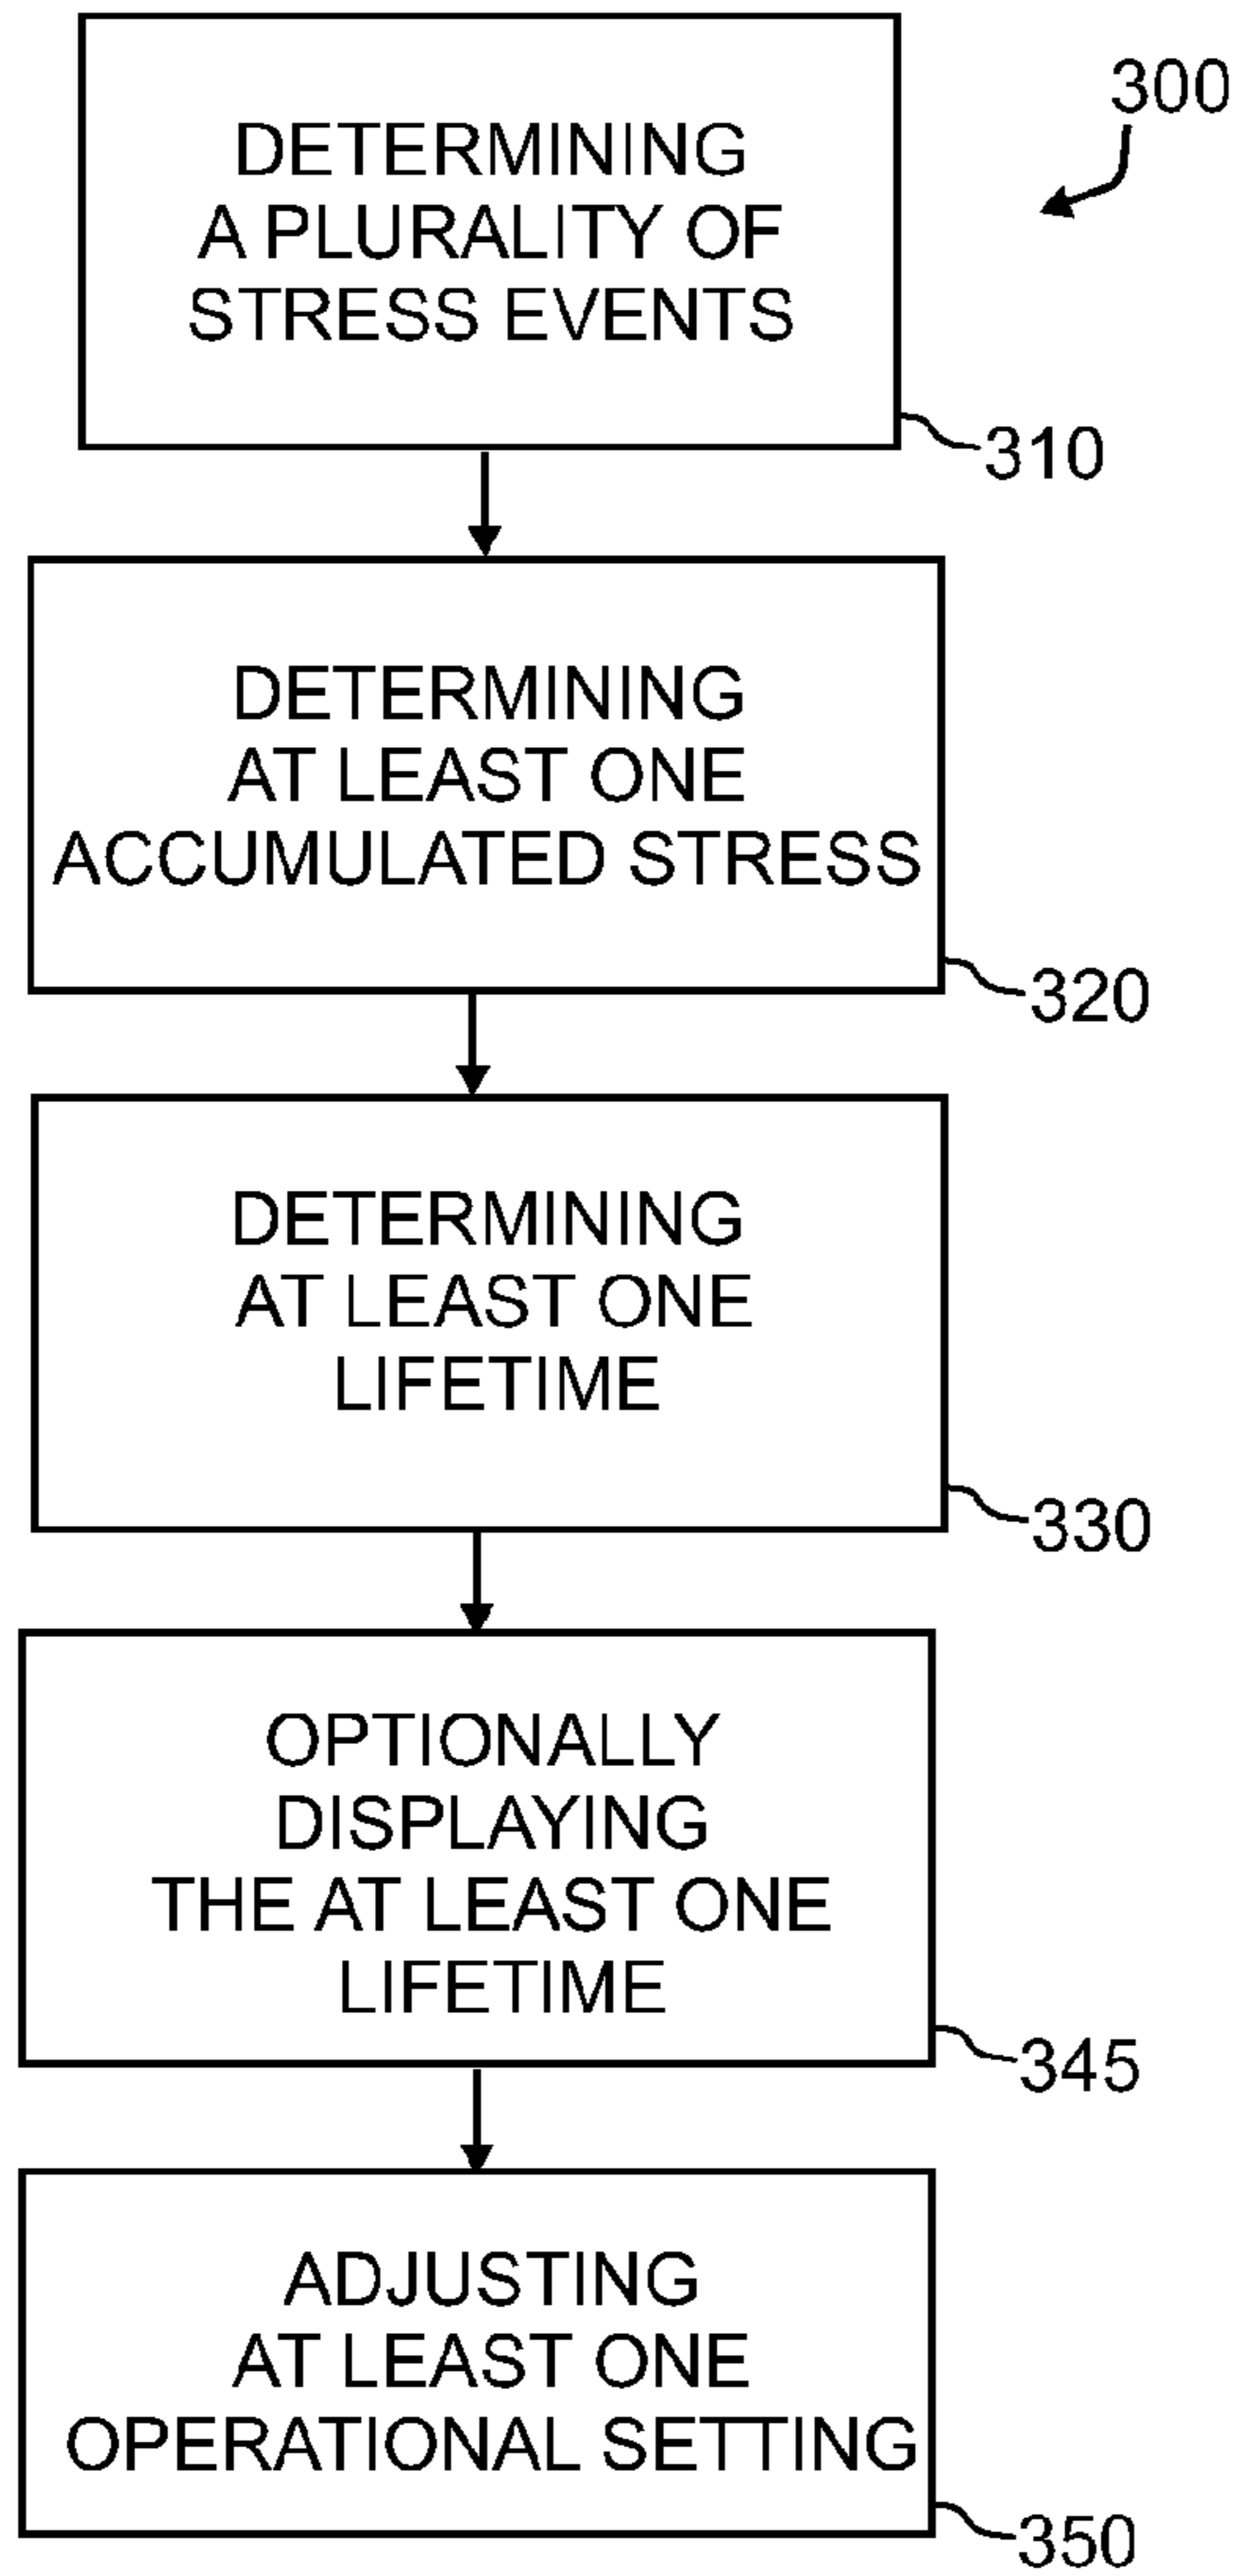 300
DETERMINING
A PLURALITY OF
STRESS EVENTS
310
DETERMINING
AT LEAST ONE
ACCUMULATED STRESS
320
DETERMINING
AT LEAST ONE
LIFETIME
330
OPTIONALLY
DISPLAYING
THE AT LEAST ONE
LIFETIME
345
ADJUSTING
AT LEAST ONE
OPERATIONAL SETTING
350